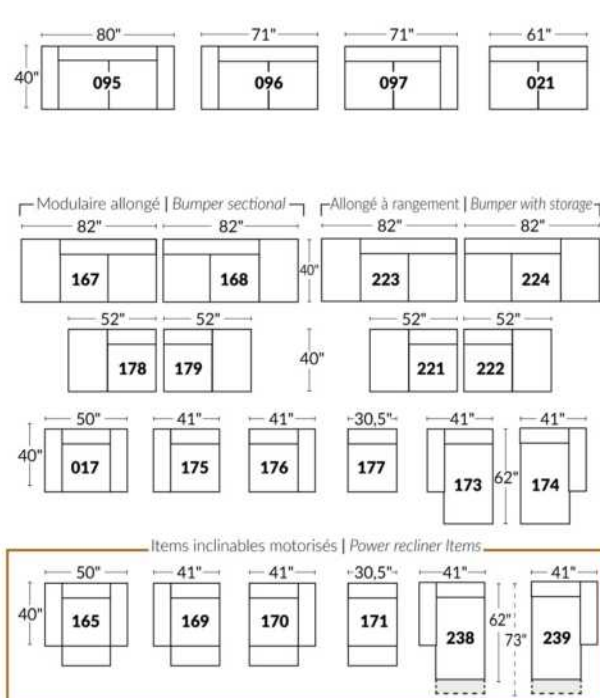 80" 71" 71" 61"
40" 095 096 097 021
Modulaire allongé | Bumper sectional Allongé à rangement | Bumper with storage
82" 82" 82" 82"
167 168 40" 223 224
52" 52" 52" 52"
178 179 40" 221 222
50" 41" 41" 30,5" 41" 41"
40" 017 175 176 177 173 62" 174
Items inclinables motorisés | Power recliner Items
50" 41" 41" 30,5" 41" 41"
40" 165 169 170 171 238 62" 73" 239